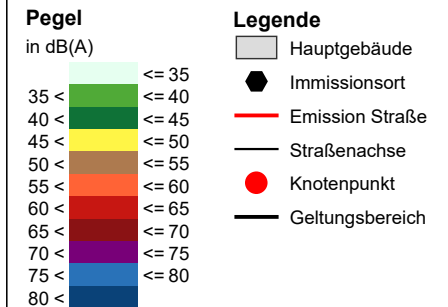 Pegel
in dB(A)
<= 35
35 < <= 40
40 < <= 45
45 < <= 50
50 < <= 55
55 < <= 60
60 < <= 65
65 < <= 70
70 < <= 75
75 < <= 80
80 <
Legende
Hauptgebäude
Immissionsort
Emission Straße
Straßenachse
Knotenpunkt
Geltungsbereich